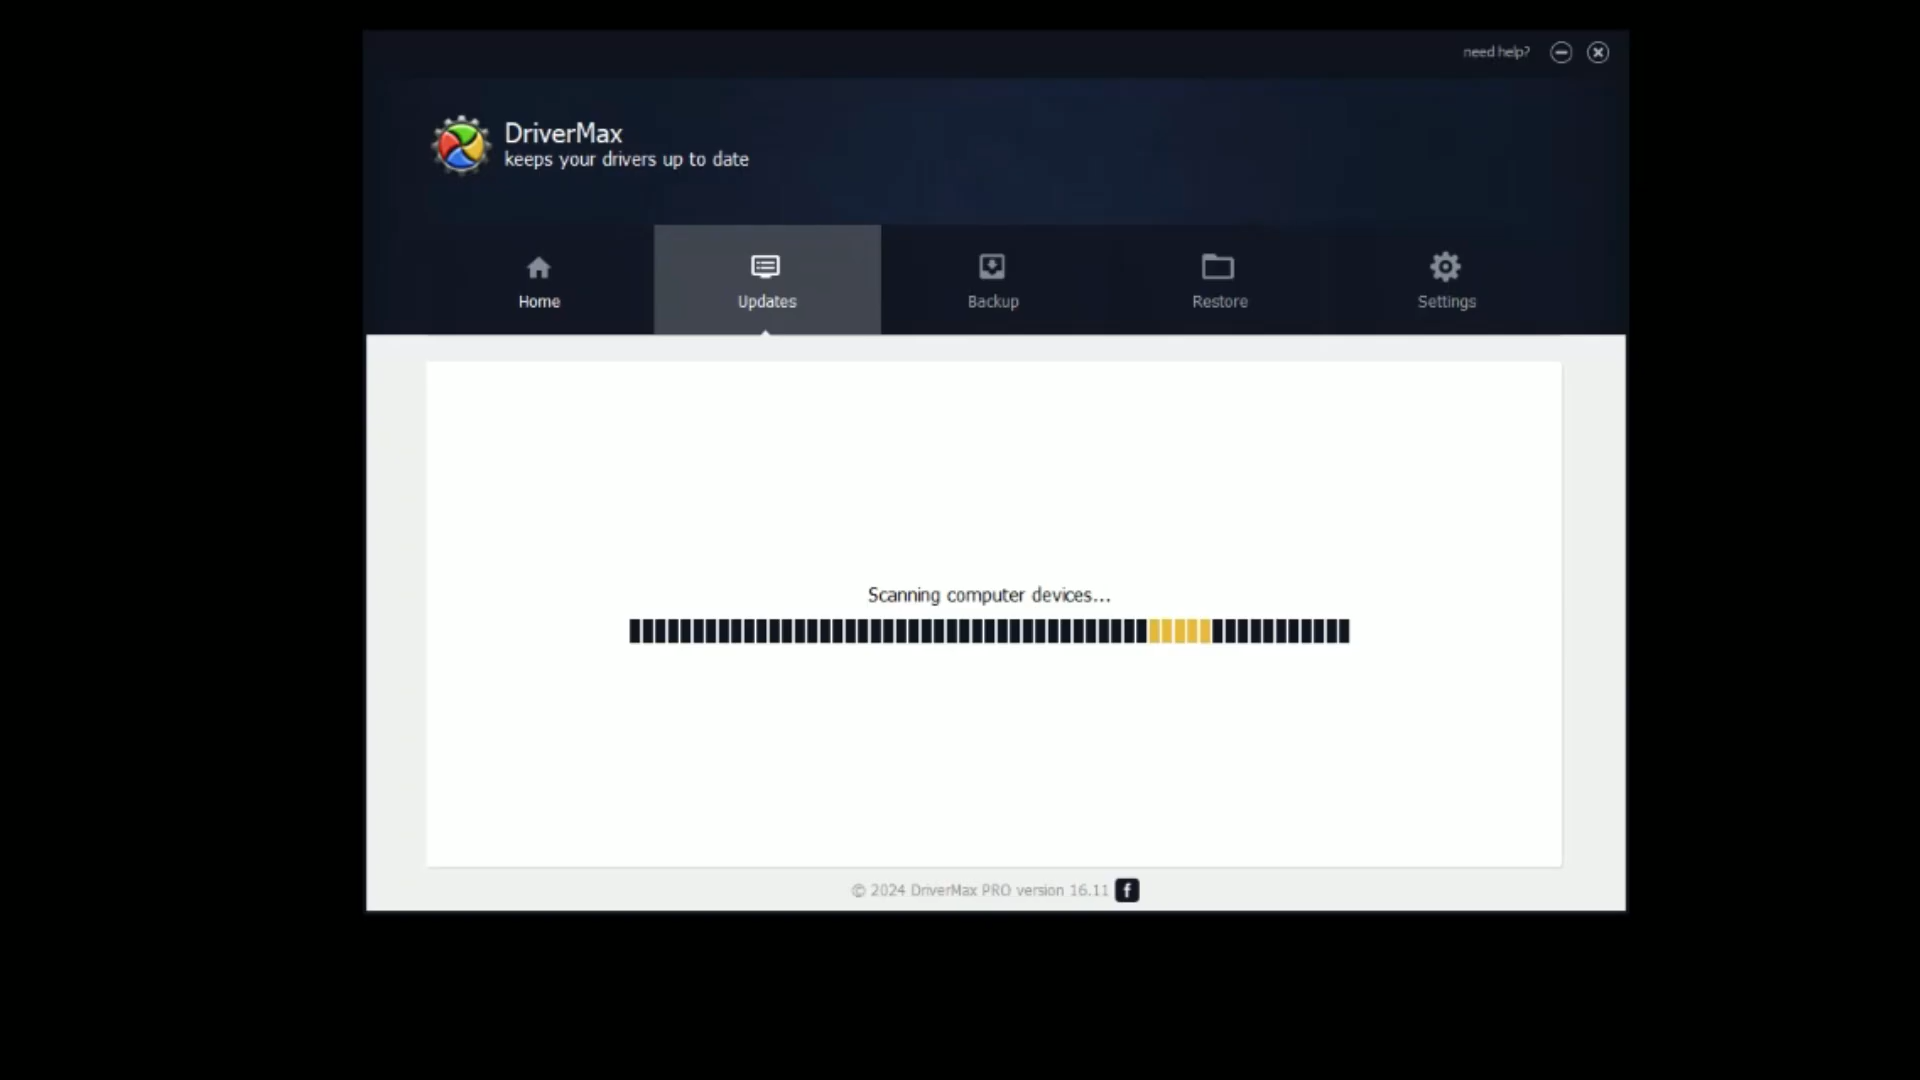 need help?
DriverMax
keeps your drivers up to date
Home
Updates
Backup
Restore
Settings
Scanning computer devices...
© 2024 DriverMax PRO version 16.11 f